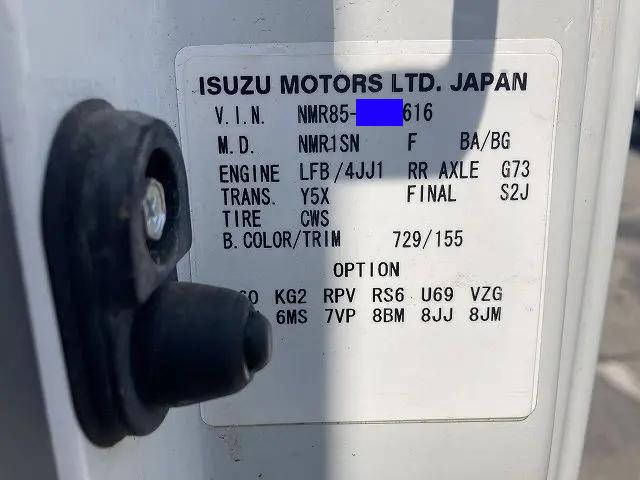 ISUZU MOTORS LTD. JAPAN
V.I.N. NMR85- 616
M.D. NMR1SN F BA/BG
ENGINE LFB/4JJ1 RR AXLE G73
TRANS. Y5X FINAL S2J
TIRE CWS
B.COLOR/TRIM 729/155
OPTION
KG2 RPV RS6 U69 VZG
6MS 7VP 8BM 8JJ 8JM